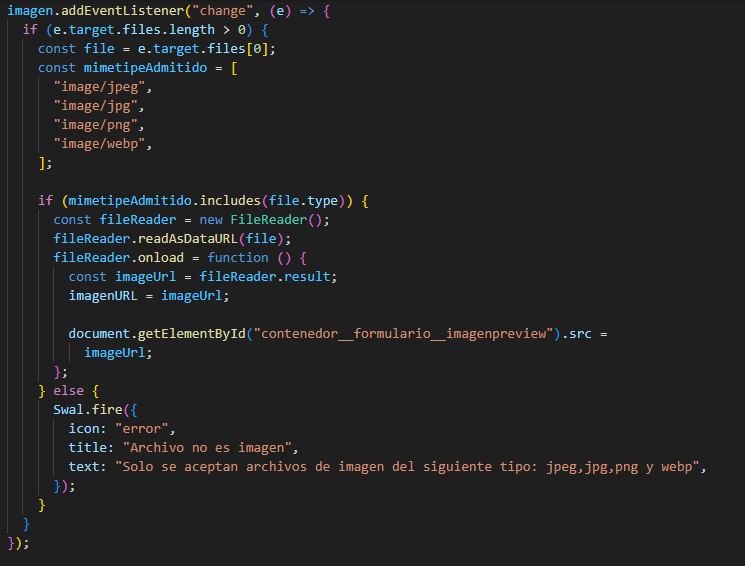 imagen.addEventListener("change", (e) => {
if (e.target.files.length > 0) {
const file = e.target.files[0];
const mimetipeAdmitido = [
"image/jpeg",
"image/jpg",
"image/png",
"image/webp",
];
if (mimetipeAdmitido.includes(file.type)) {
const fileReader = new FileReader();
fileReader.readAsDataURL(file);
fileReader.onload = function () {
const imageUrl = fileReader.result;
imagenURL = imageUrl;
document.getElementById("contenedor__formulario__imagenpreview").src =
imageUrl;
};
} else {
Swal.fire({
icon: "error",
title: "Archivo no es imagen",
text: "Solo se aceptan archivos de imagen del siguiente tipo: jpeg,jpg,png y webp",
});
}
}
});